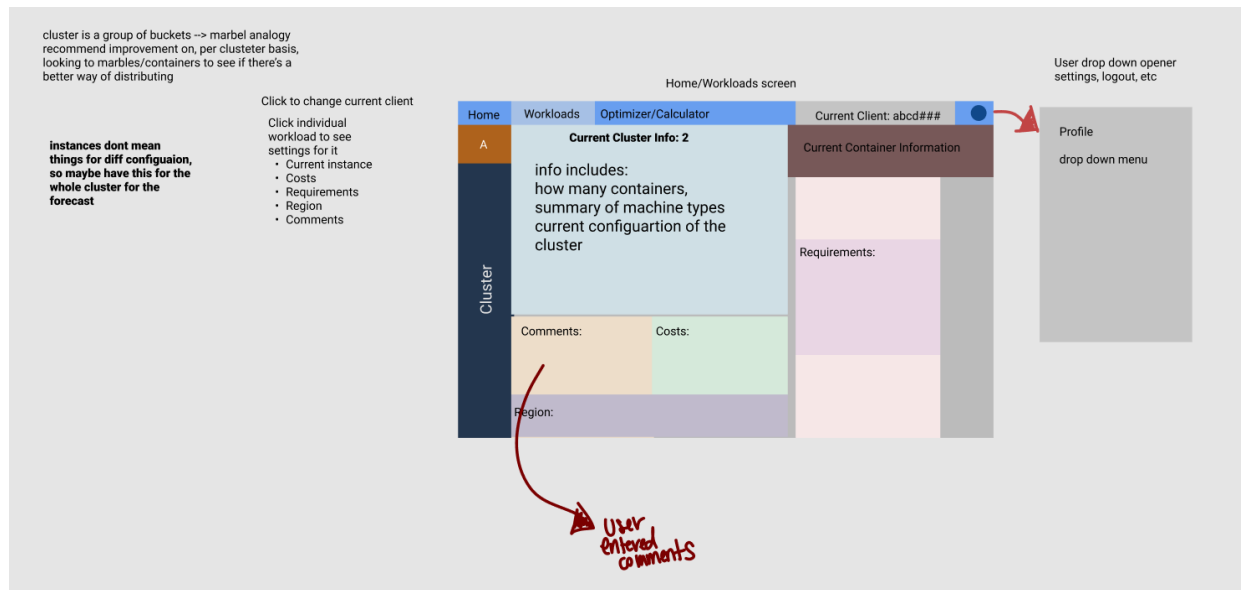 cluster is a group of buckets --> marbel analogy
recommend improvement on, per clusteter basis,
looking to marbles/containers to see if there's a
better way of distributing
instances dont mean
things for diff configuaion,
so maybe have this for the
whole cluster for the
forecast
Click to change current client
Click individual
workload to see
settings for it
• Current instance
• Costs
• Requirements
• Region
• Comments
Home/Workloads screen
Home Workloads Optimizer/Calculator Current Client: abcd###
A
Cluster
Current Cluster Info: 2
info includes:
how many containers,
summary of machine types
current configuartion of the
cluster
Comments: Costs:
Region:
Current Container Information
Requirements:
User entered comments
User drop down opener
settings, logout, etc
Profile
drop down menu